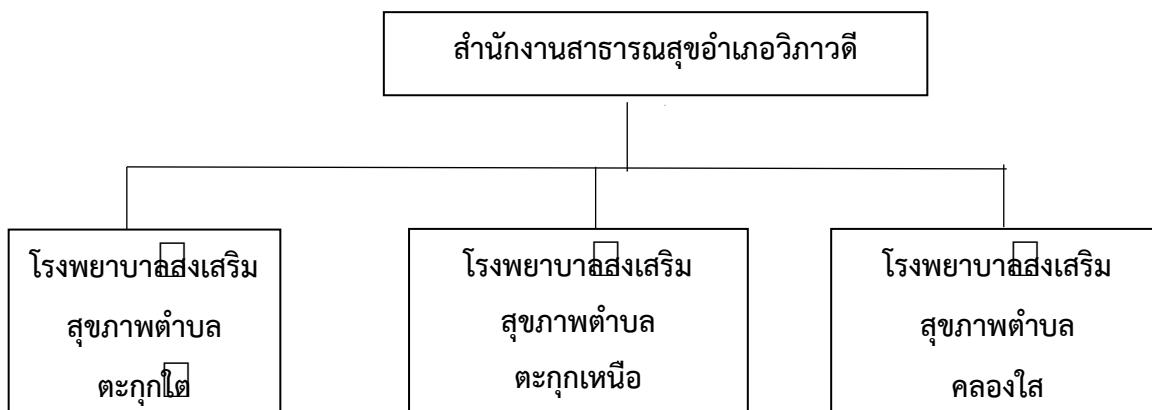 สำนักงานสาธารณสุขอำเภอวิภาวดี
โรงพยาบาลสงเสริม
สุขภาพตำบล
ตะกุกใต
โรงพยาบาลสงเสริม
สุขภาพตำบล
ตะกุกเหนือ
โรงพยาบาลสงเสริม
สุขภาพตำบล
คลองใส